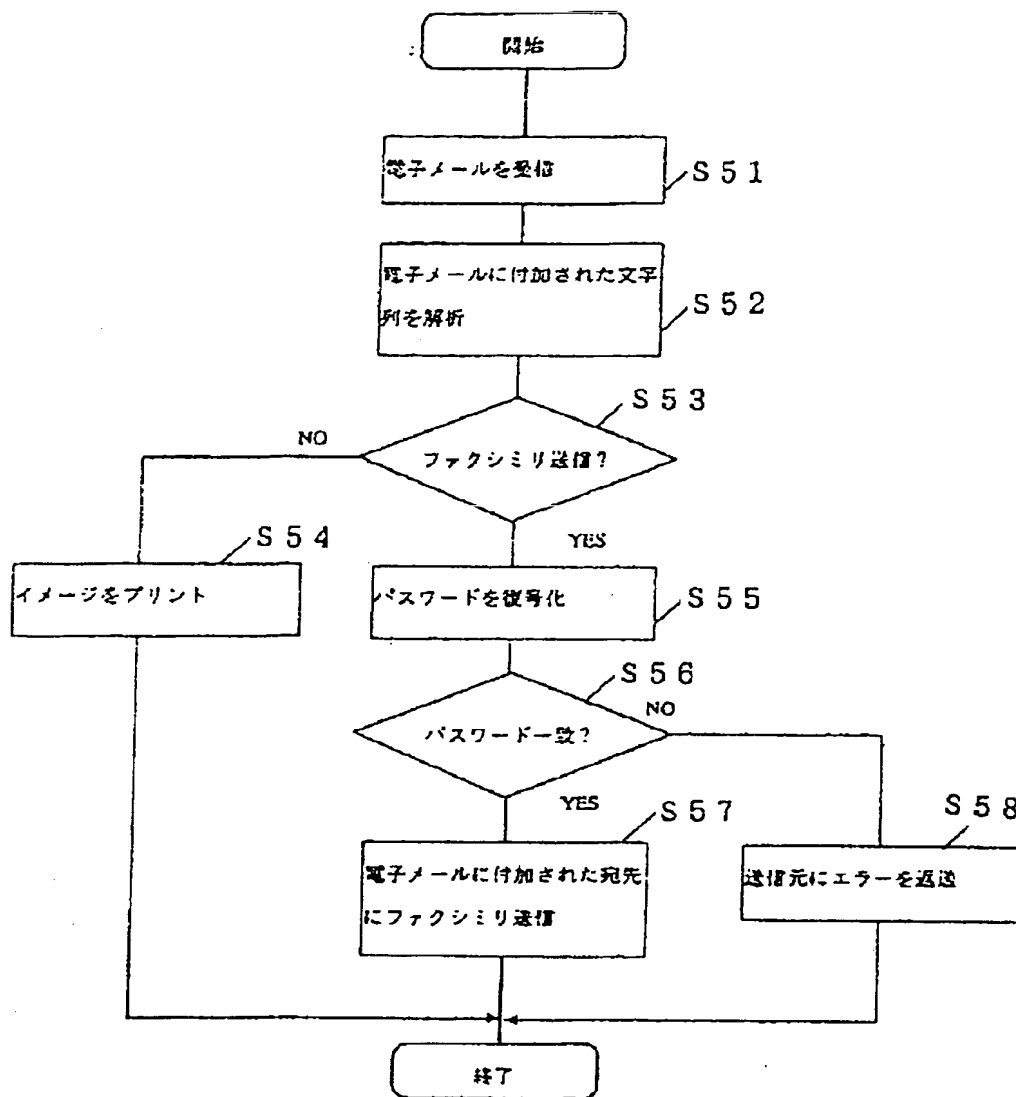 開始
電子メールを受信
S51
電子メールに付加された文字
列を解析
S52
S53
NO
ファクシミリ送信?
YES
S54
イメージをプリント
パスワードを復号化
S55
S56
NO
パスワード一致?
YES
S57
電子メールに付加された宛先
にファクシミリ送信
S58
送信元にエラーを返送
終了